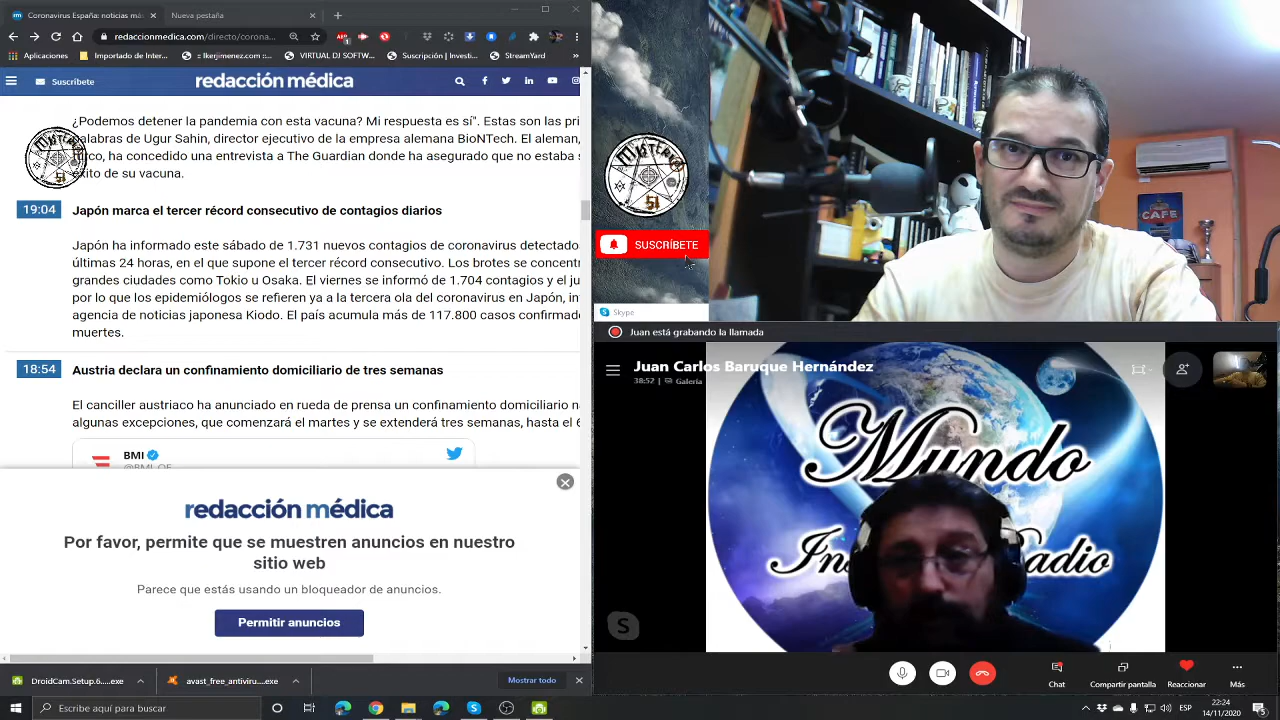 Coronavirus España: noticias más
Nueva pestaña
redaccionmedica.com/directo/corona...
Aplicaciones
Importado de Inter...
:: Ikerjimenez.com ::...
VIRTUAL DJ SOFTW...
Suscripción | Investi...
StreamYard
Suscríbete
redacción médica
¿Podemos detener la pandemia con esta vacuna? Mi respuesta es sí". Estas son las pri
labras de Ugur Sahin, director ejecutivo de la empresa alemana BioNTech. El aleman,
co, ha concedido una entrevista a The Guardian donde ha asegurado que no estaba s
xito de su vacuna.
19:04
Japón marca el tercer récord consecutivo de contagios diarios
Japón ha informado este sábado de 1.731 nuevos contagios de coronavirus detectado
últimas 24 horas, en el que supone el tercer récord consecutivo. Los brotes se concent
grandes ciudades como Tokio u Osaka. El viernes se informó de 1.704 contagios y el ju
por lo que los epidemiólogos se refieren ya a la tercera ola del coronavirus en Japón, in
agencia de noticias japonesa Kiodo. El país acumula más de 117.800 casos confirmad
muertes.
18:54
Austria declara un confinamiento domiciliario de tres semanas
El canciller austriaco ha anunciado en rueda de prensa un confinamiento domiciliario
algunas excepciones, que comenzará el martes y se extenderá tres semanas, hasta el 6
BMI
redacción médica
Por favor, permite que se muestren anuncios en nuestro
sitio web
Parece que estás usando un bloqueador de anuncios.
Permitir anuncios
DroidCam.Setup.6....exe
avast_free_antiviru....exe
Mostrar todo
SUSCRÍBETE
51
CAFE
Skype
Juan está grabando la llamada
Juan Carlos Baruque Hernández
38:52 | Galería
Mundo
adio
Chat
Compartir pantalla
Reaccionar
Más
Escribe aquí para buscar
ESP
22:24
14/11/2020